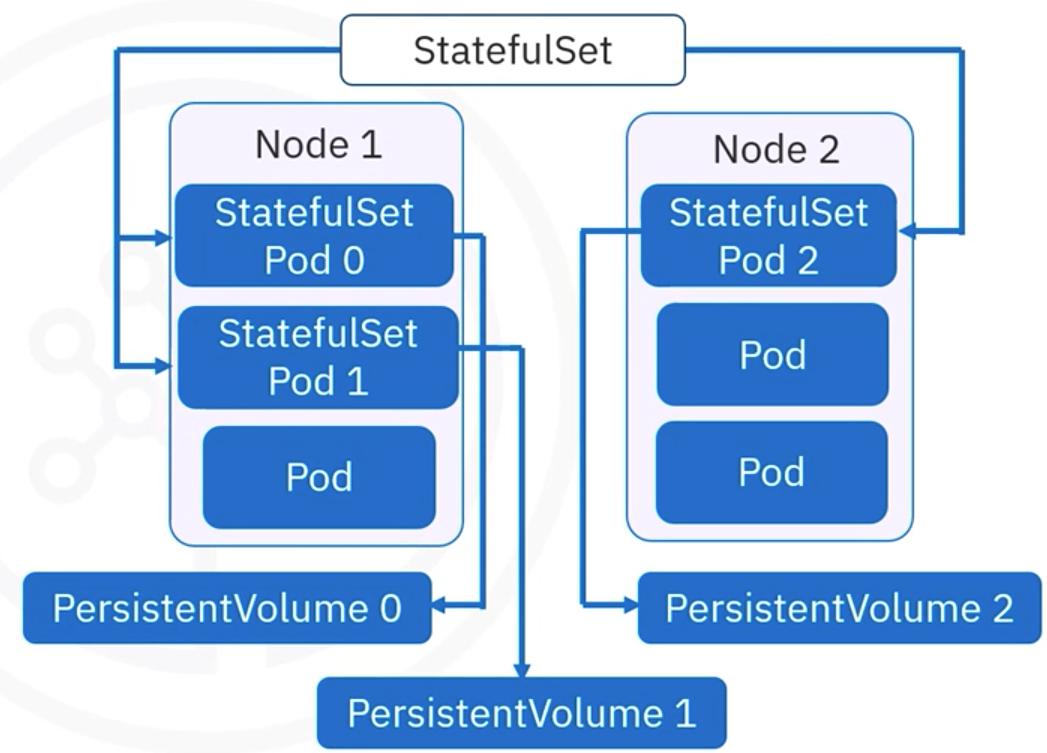 StatefulSet
Node 1
StatefulSet
Pod 0
StatefulSet
Pod 1
Pod
Node 2
StatefulSet
Pod 2
Pod
Pod
PersistentVolume 0
PersistentVolume 2
PersistentVolume 1